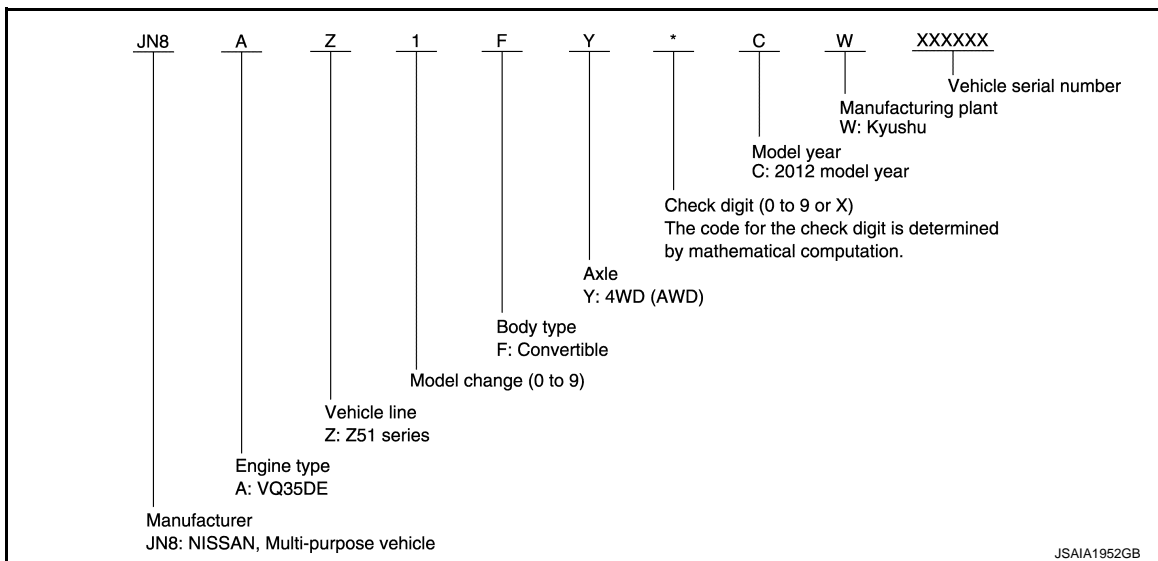 JN8 A Z 1 F Y * C W XXXXXX
Vehicle serial number
Manufacturing plant
W: Kyushu
Model year
C: 2012 model year
Check digit (0 to 9 or X)
The code for the check digit is determined
by mathematical computation.
Axle
Y: 4WD (AWD)
Body type
F: Convertible
Model change (0 to 9)
Vehicle line
Z: Z51 series
Engine type
A: VQ35DE
Manufacturer
JN8: NISSAN, Multi-purpose vehicle
JSAIA1952GB